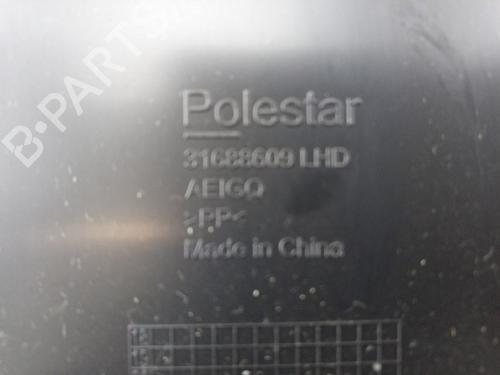 B-PARTS
Polestar
31688609 LHD
AEIGQ
>PP<
Made in China